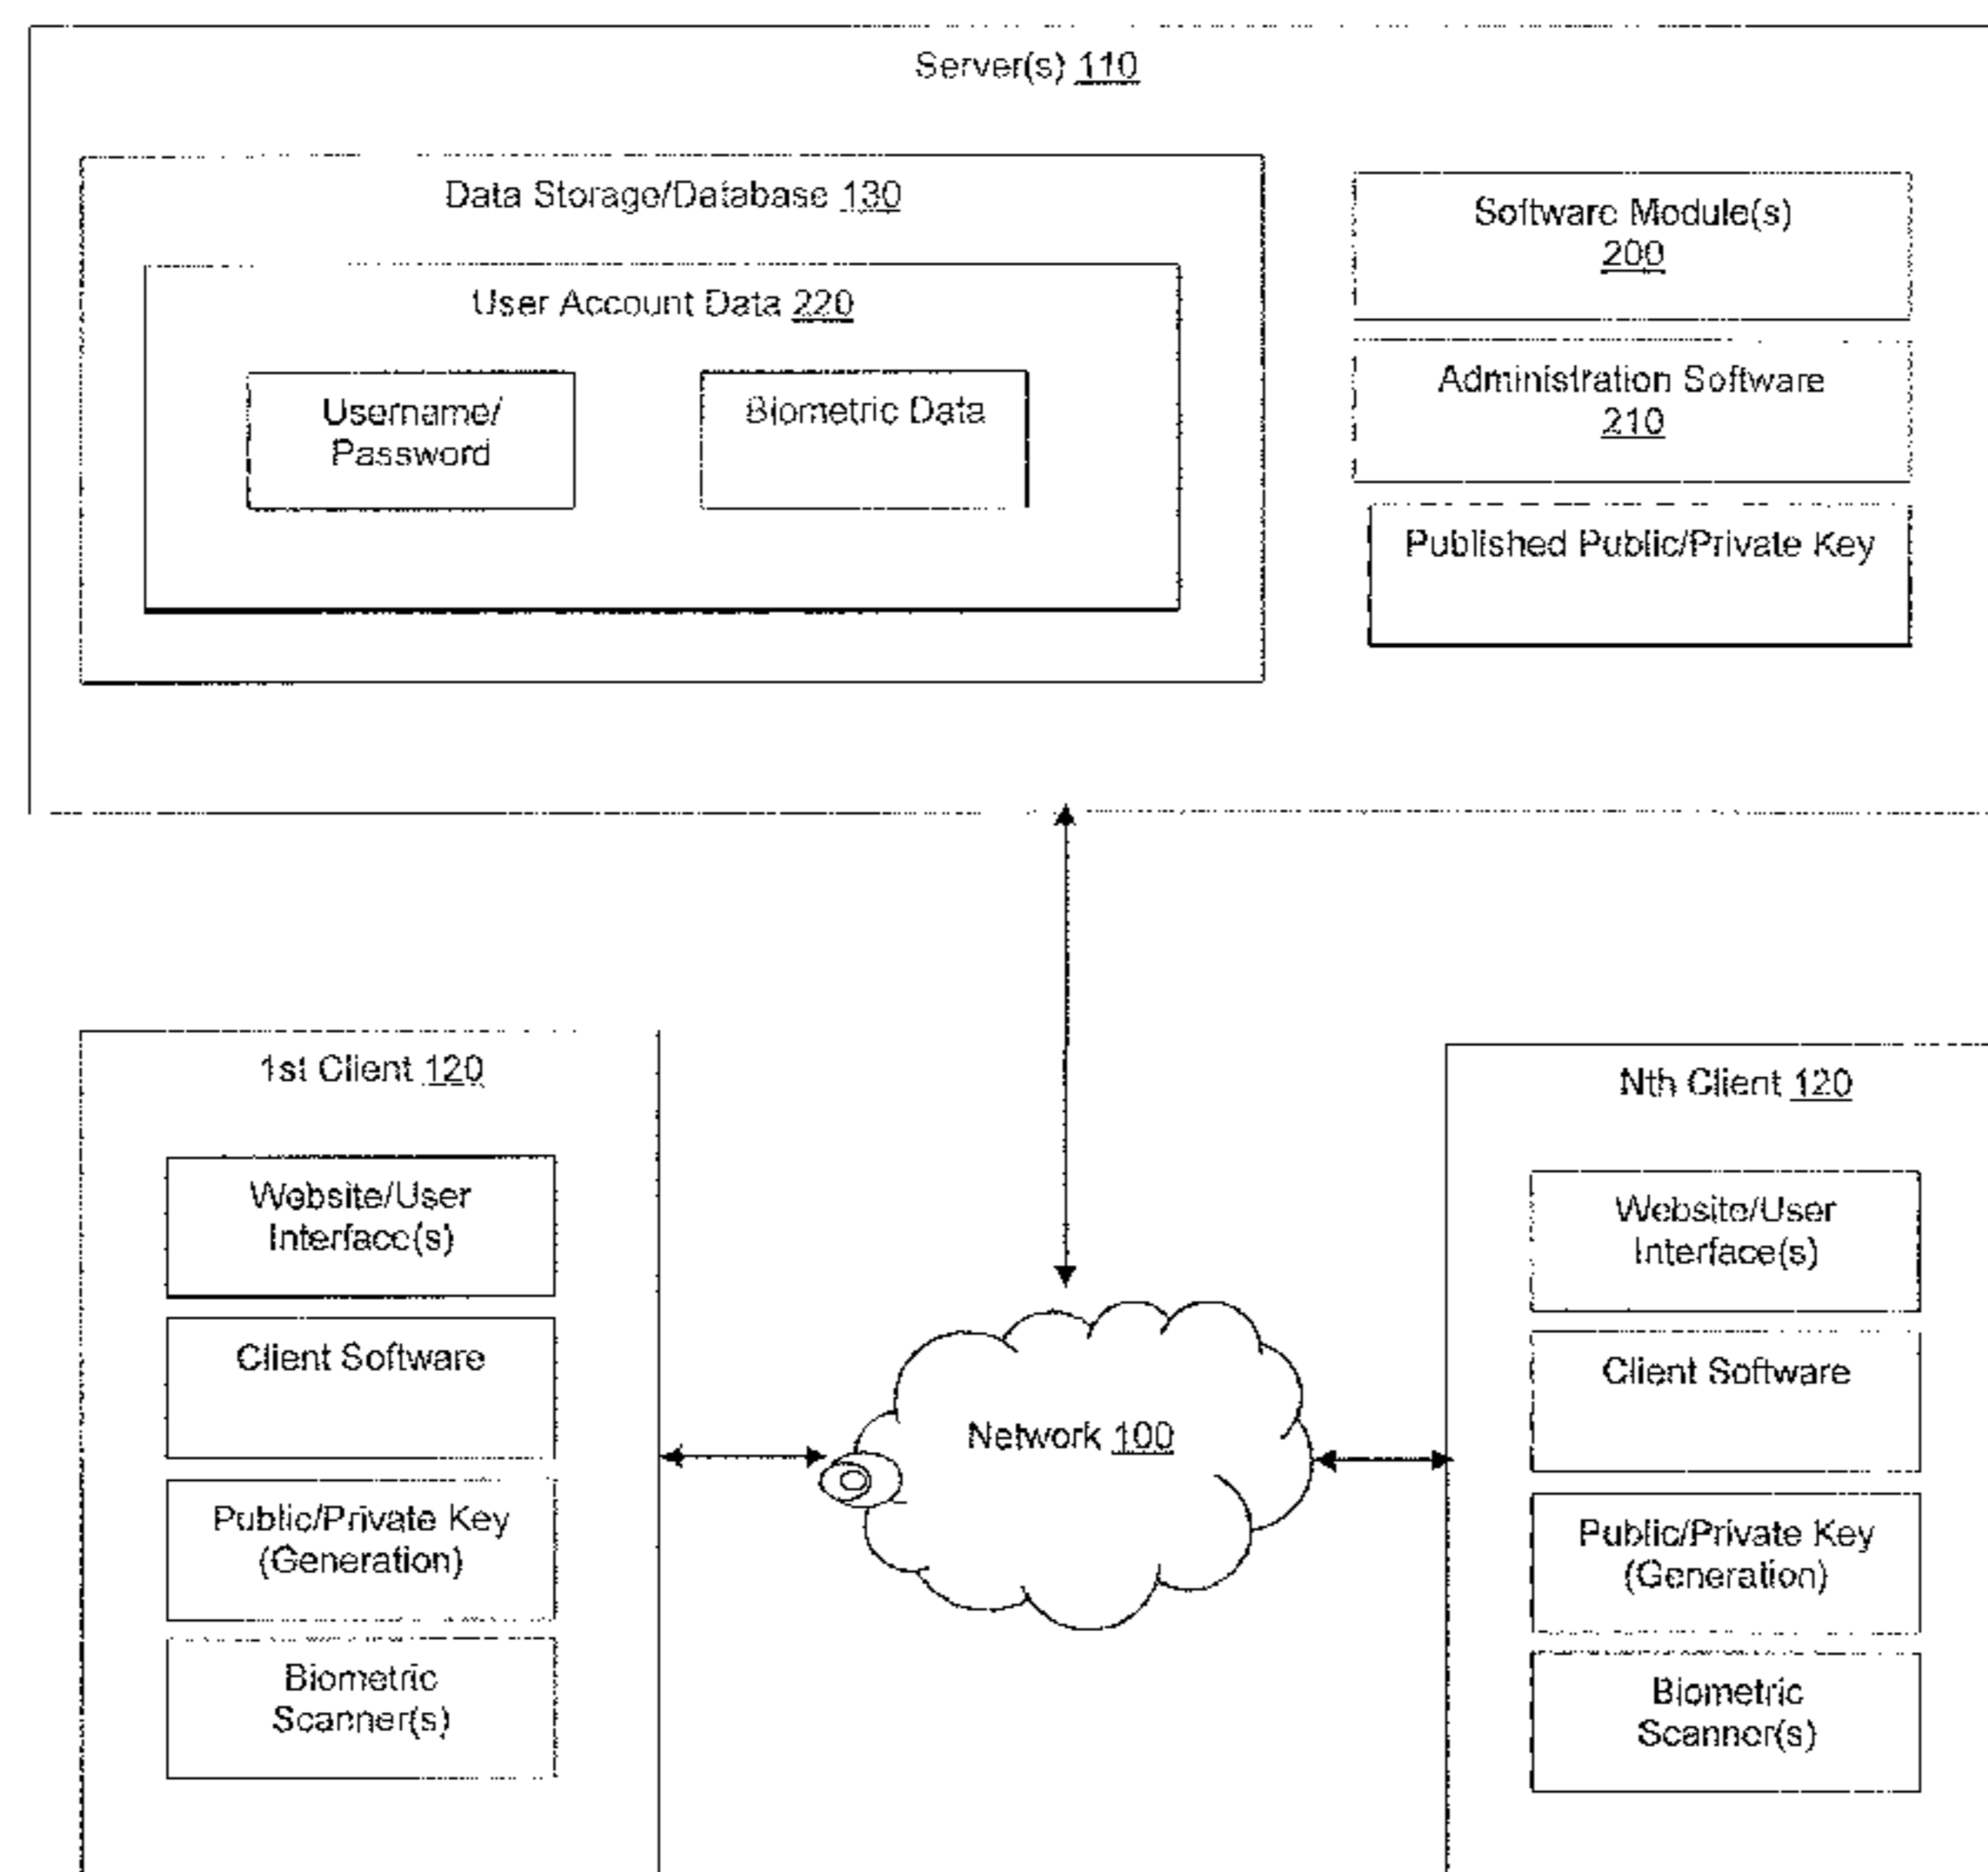 Server(s) 110
Data Storage/Database 130
User Account Data 220
Username/
Password
Biometric Data
Software Module(s)
200
Administration Software
210
Published Public/Private Key
1st Client 120
Website/User
Interface(s)
Client Software
Public/Private Key
(Generation)
Biometric
Scanner(s)
Network 100
Nth Client 120
Website/User
Interface(s)
Client Software
Public/Private Key
(Generation)
Biometric
Scanner(s)